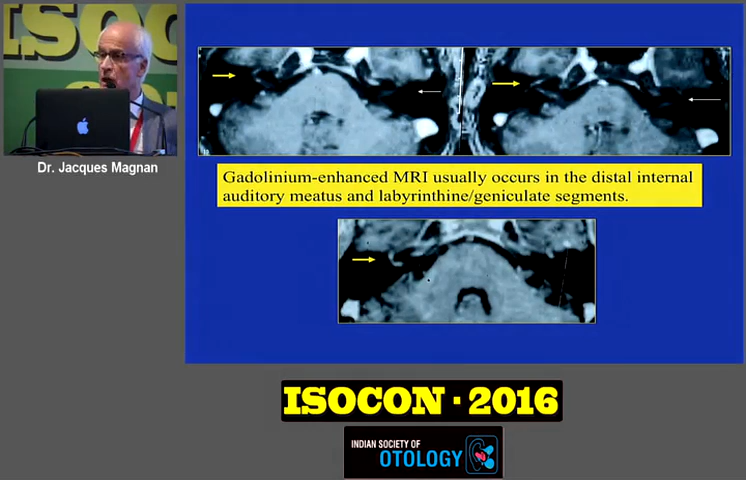 ISOC
Dr. Jacques Magnan
Gadolinium-enhanced MRI usually occurs in the distal internal
auditory meatus and labyrinthine/geniculate segments.
ISOCON · 2016
INDIAN SOCIETY OF
OTOLOGY